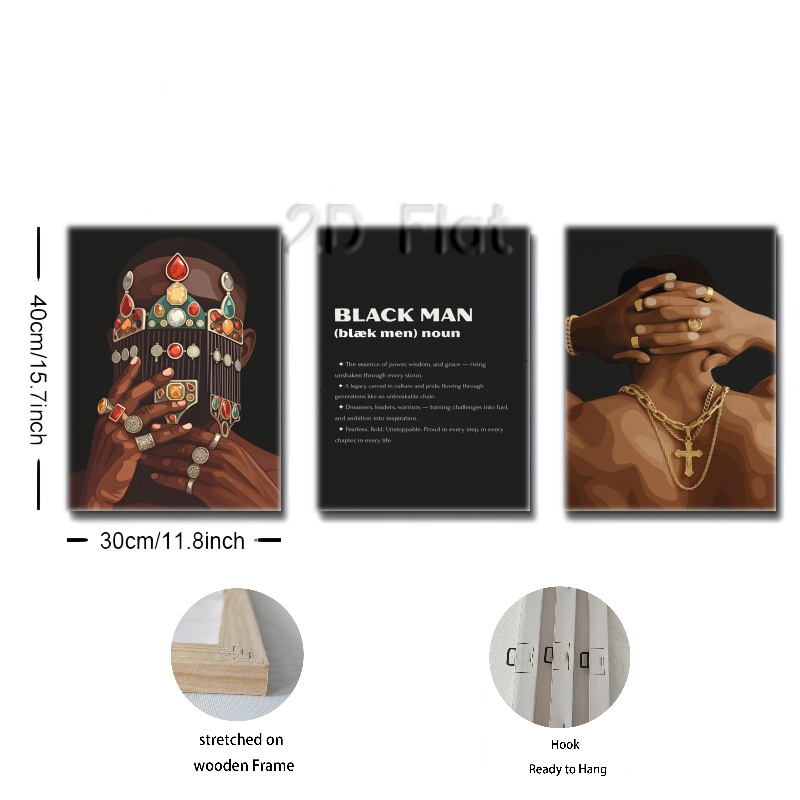 2D Flat
40cm/15.7inch
BLACK MAN
(blæk men) noun
✦ The essence of power, wisdom, and grace — rising
unshaken through every storm.
✦ A legacy carved in culture and pride, flowing through
generations like an unbreakable chain.
✦ Dreamers, leaders, warriors — turning challenges into fuel,
and ambition into inspiration.
✦ Fearless. Bold. Unstoppable. Proud in every step, in every
chapter, in every life
30cm/11.8inch
stretched on
wooden Frame
Hook
Ready to Hang